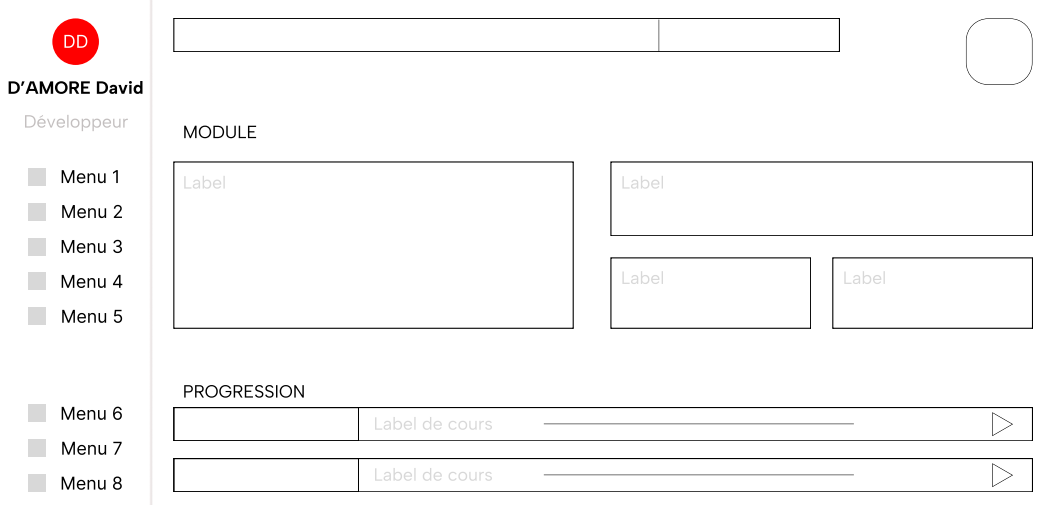 DD
D’AMORE David
Développeur
Menu 1
Menu 2
Menu 3
Menu 4
Menu 5
Menu 6
Menu 7
Menu 8
MODULE
Label
Label
Label
Label
PROGRESSION
Label de cours
Label de cours